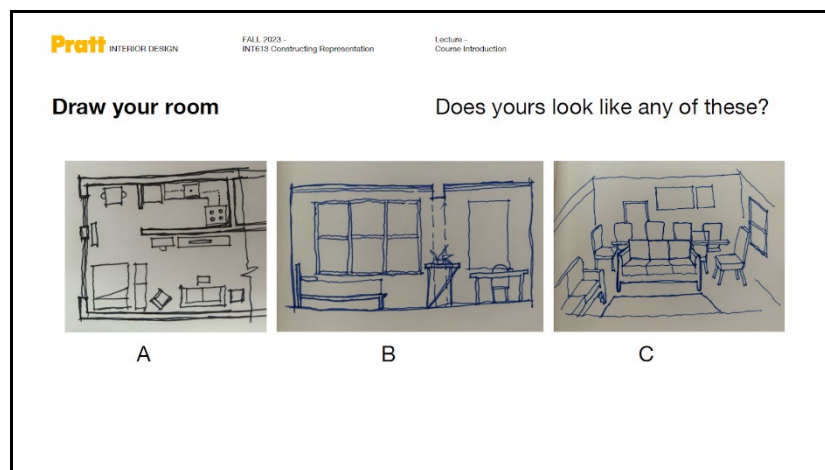 Pratt INTERIOR DESIGN
FALL 2023 -
INT613 Constructing Representation
Lecture -
Course Introduction
Draw your room
Does yours look like any of these?
A
B
C